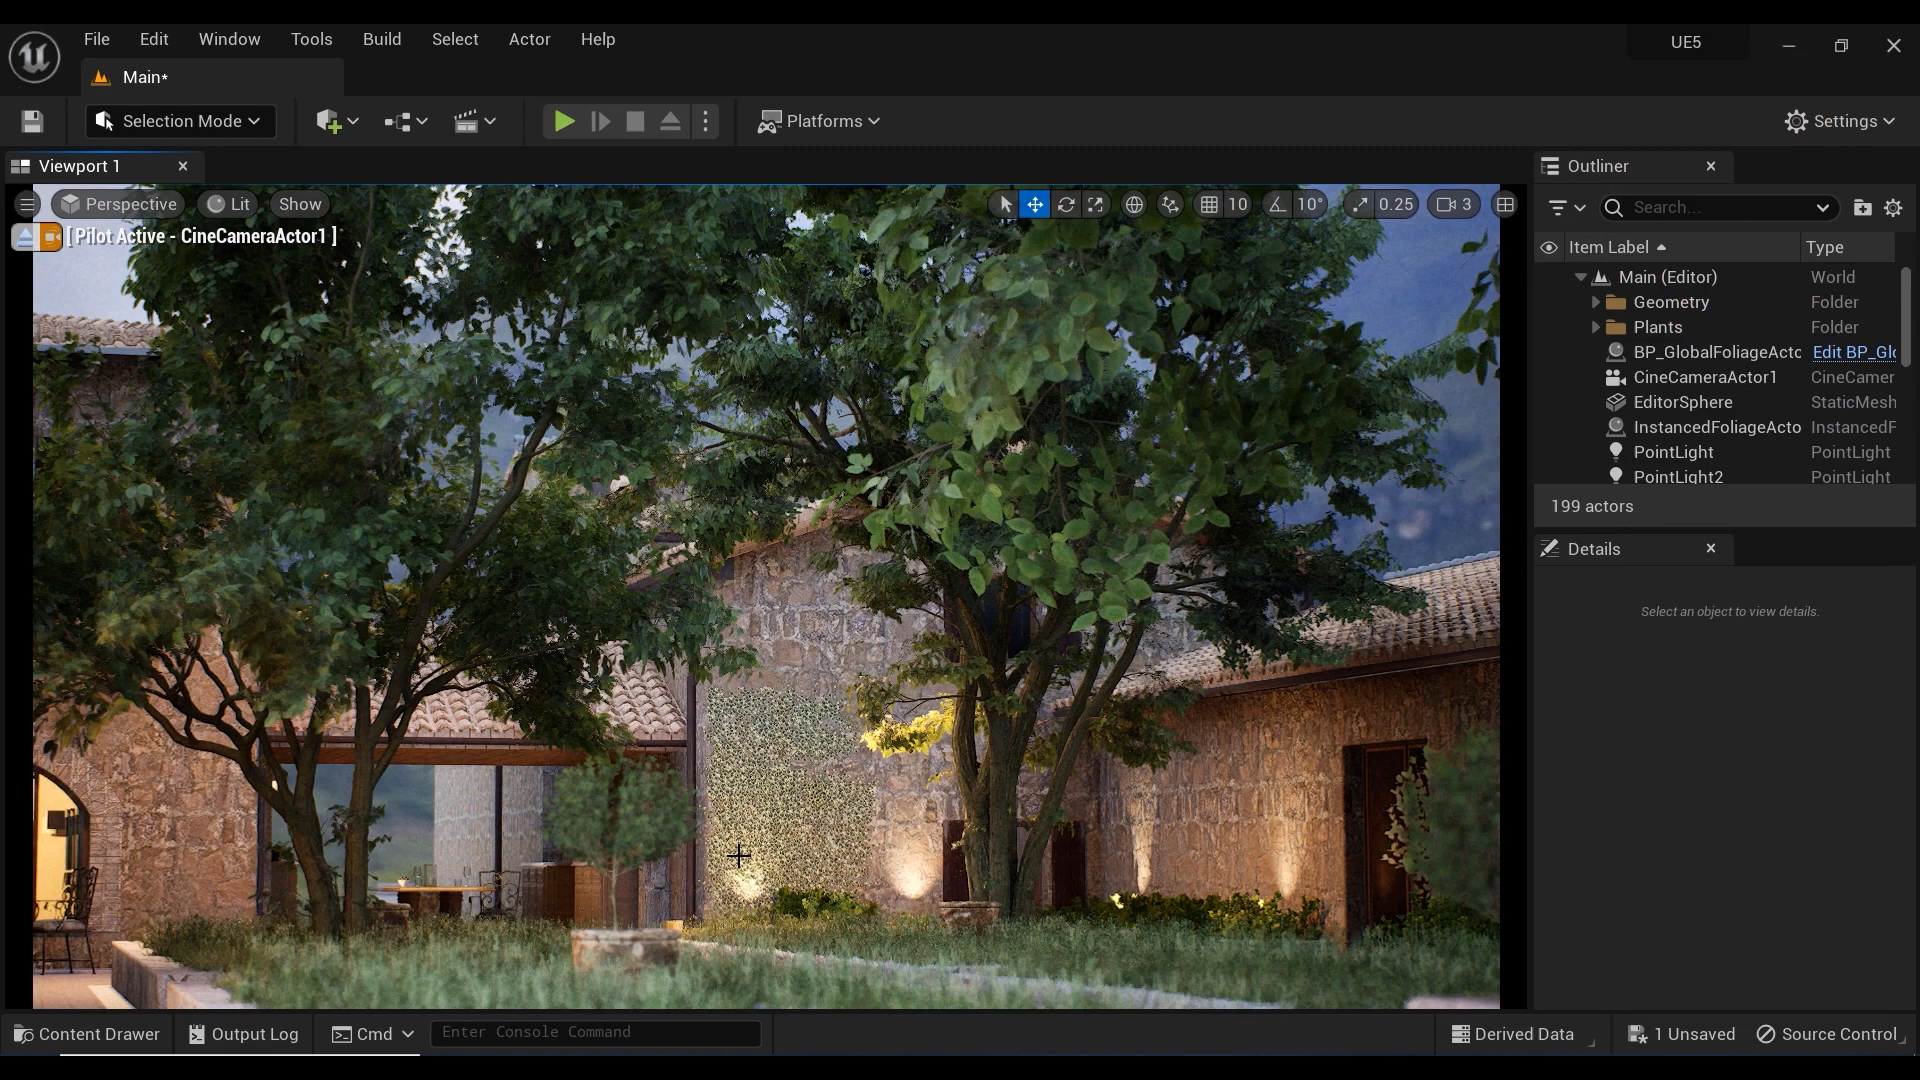 File Edit Window Tools Build Select Actor Help
UE5
Main*
Selection Mode
Platforms
Settings
Viewport 1
Outliner
Perspective Lit Show
10 10° 0.25 3
Search...
[ Pilot Active - CineCameraActor1 ]
Item Label Type
Main (Editor) World
Geometry Folder
Plants Folder
BP_GlobalFoliageActo Edit BP_Glo
CineCameraActor1 CineCamer
EditorSphere StaticMesh
InstancedFoliageActo InstancedF
PointLight PointLight
PointLight2 PointLight
199 actors
Details
Select an object to view details.
Content Drawer Output Log Cmd Enter Console Command Derived Data 1 Unsaved Source Control